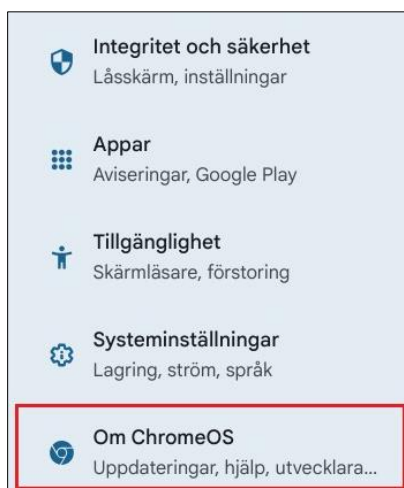 Integritet och säkerhet
Låsskärm, inställningar
Appar
Aviseringar, Google Play
Tillgänglighet
Skärmläsare, förstoring
Systeminställningar
Lagring, ström, språk
Om ChromeOS
Uppdateringar, hjälp, utvecklara...